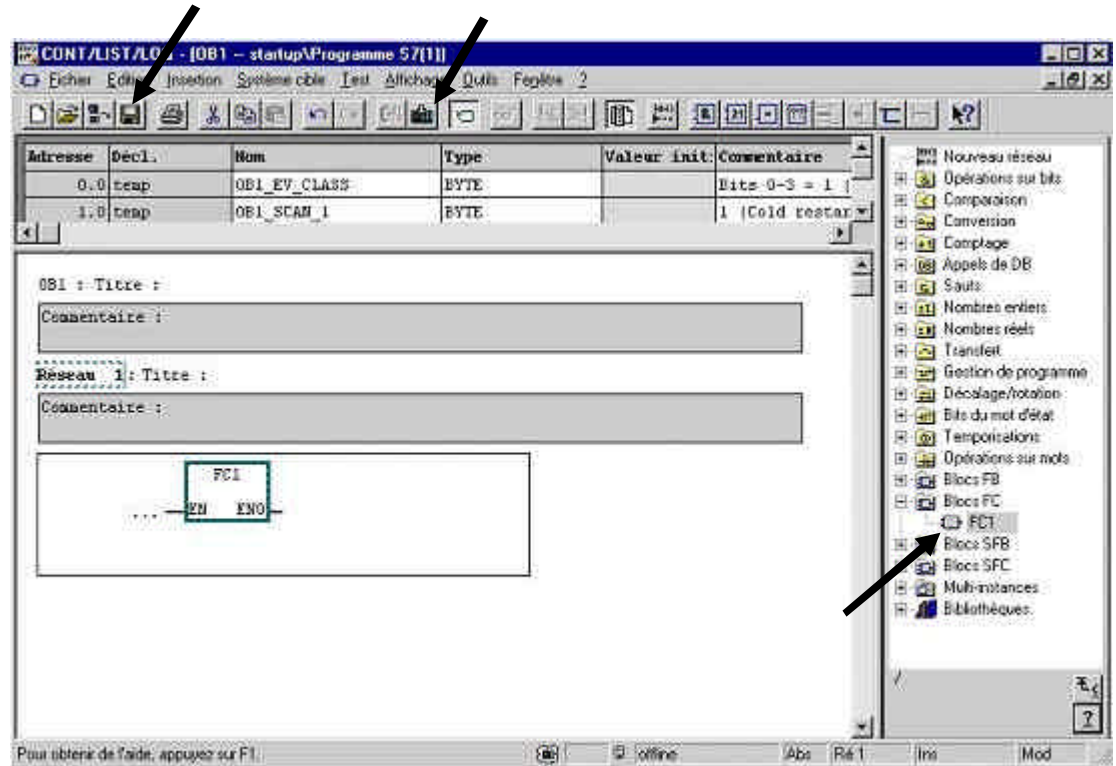 CONT/LIST/LOG - [OB1 -- startup\Programme S7(1)]
Fichier Edition Insertion Système cible Test Affichage Outils Fenêtre ?
Adresse Décl. Nom Type Valeur init: Commentaire
0.0 temp OB1_EV_CLASS BYTE Bits 0-3 = 1 (
1.0 temp OB1_SCAN_1 BYTE 1 (Cold restar
OB1 : Titre :
Commentaire :
Réseau 1: Titre :
Commentaire :
FC1
... EN ENO
Nouveau réseau
Opérations sur bits
Comparaison
Conversion
Comptage
Appels de DB
Sauts
Nombres entiers
Nombres réels
Transfert
Gestion de programme
Décalage/rotation
Bits du mot d'état
Temporisations
Opérations sur mots
Blocs FB
Blocs FC
FC1
Blocs SFB
Blocs SFC
Multi-instances
Bibliothèques
Pour obtenir de l'aide, appuyez sur F1. offline Abs Ré 1 Ins Mod